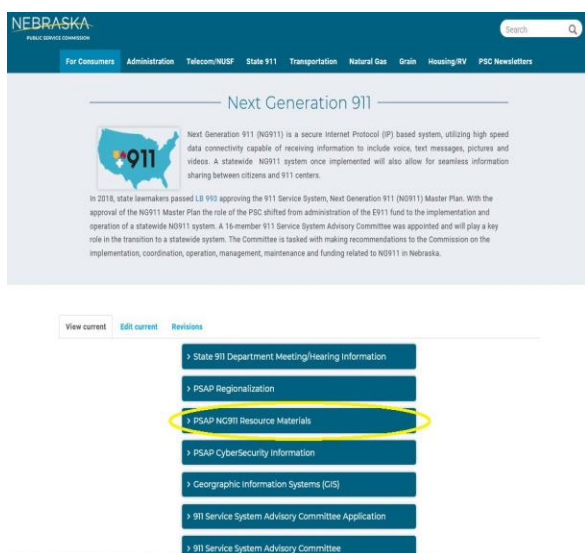 NEBRASKA
PUBLIC SERVICE COMMISSION
Search
For Consumers Administration Telecom/NUSF State 911 Transportation Natural Gas Grain Housing/RV PSC Newsletters
Next Generation 911
911
Next Generation 911 (NG911) is a secure Internet Protocol (IP) based system, utilizing high speed
data connectivity capable of receiving information to include voice, text messages, pictures and
videos. A statewide NG911 system once implemented will also allow for seamless information
sharing between citizens and 911 centers.
In 2018, state lawmakers passed LB 993 approving the 911 Service System, Next Generation 911 (NG911) Master Plan. With the
approval of the NG911 Master Plan the role of the PSC shifted from administration of the E911 fund to the implementation and
operation of a statewide NG911 system. A 16-member 911 Service System Advisory Committee was appointed and will play a key
role in the transition to a statewide system. The Committee is tasked with making recommendations to the Commission on the
implementation, coordination, operation, management, maintenance and funding related to NG911 in Nebraska.
View current Edit current Revisions
> State 911 Department Meeting/Hearing Information
> PSAP Regionalization
> PSAP NG911 Resource Materials
> PSAP CyberSecurity Information
> Georgraphic Information Systems (GIS)
> 911 Service System Advisory Committee Application
> 911 Service System Advisory Committee